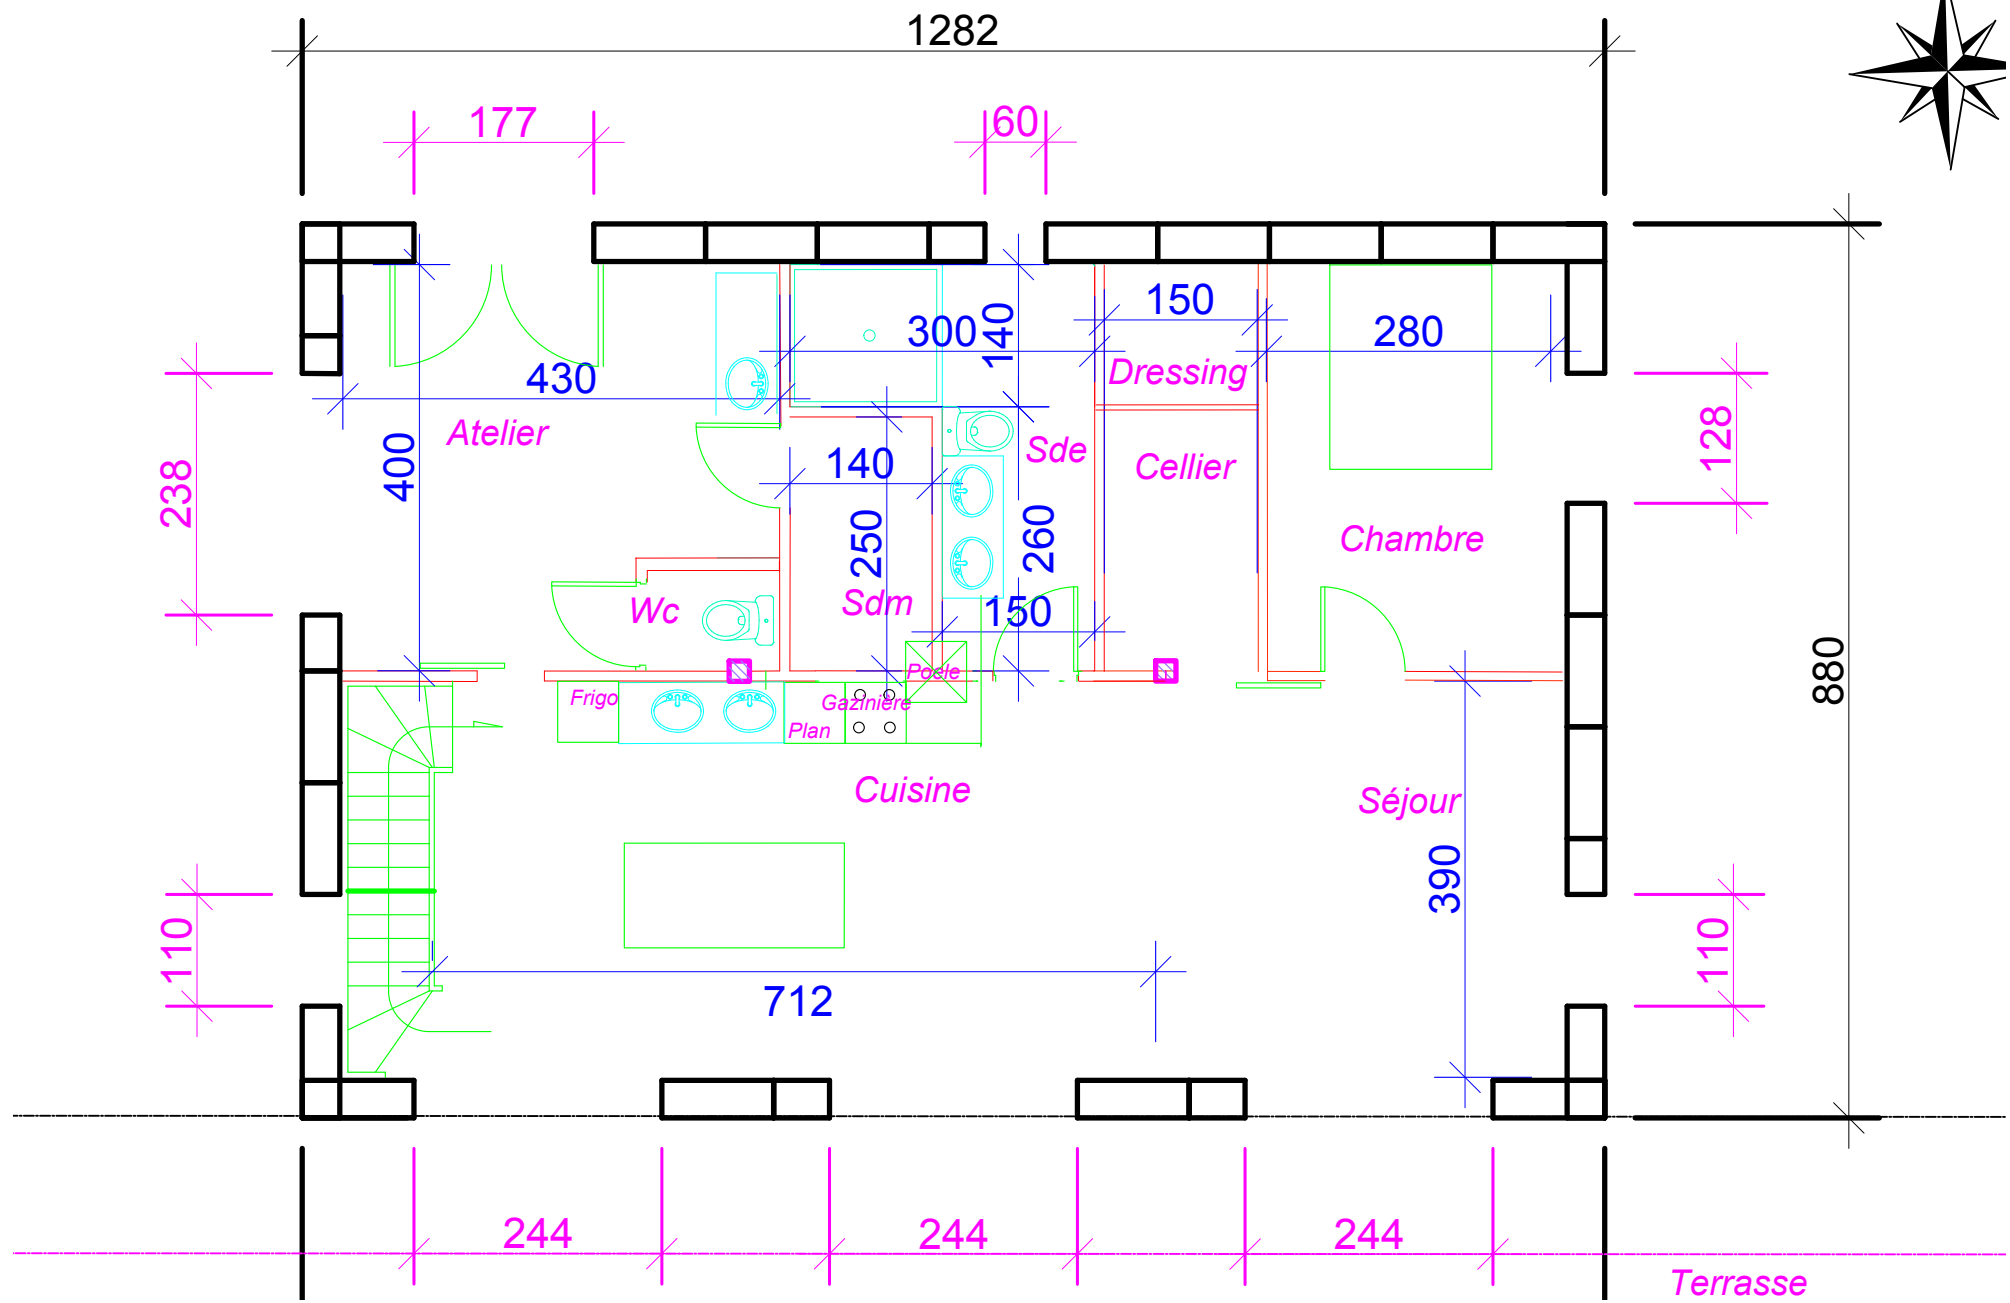 1282
177
60
150
300
140
280
430
Dressing
Atelier
128
400
Sde
140
Cellier
238
250
260
Chambre
Wc
Sdm
150
Poele
880
Frigo
Gazinière
Plan
Cuisine
Séjour
390
110
110
712
244
244
244
Terrasse